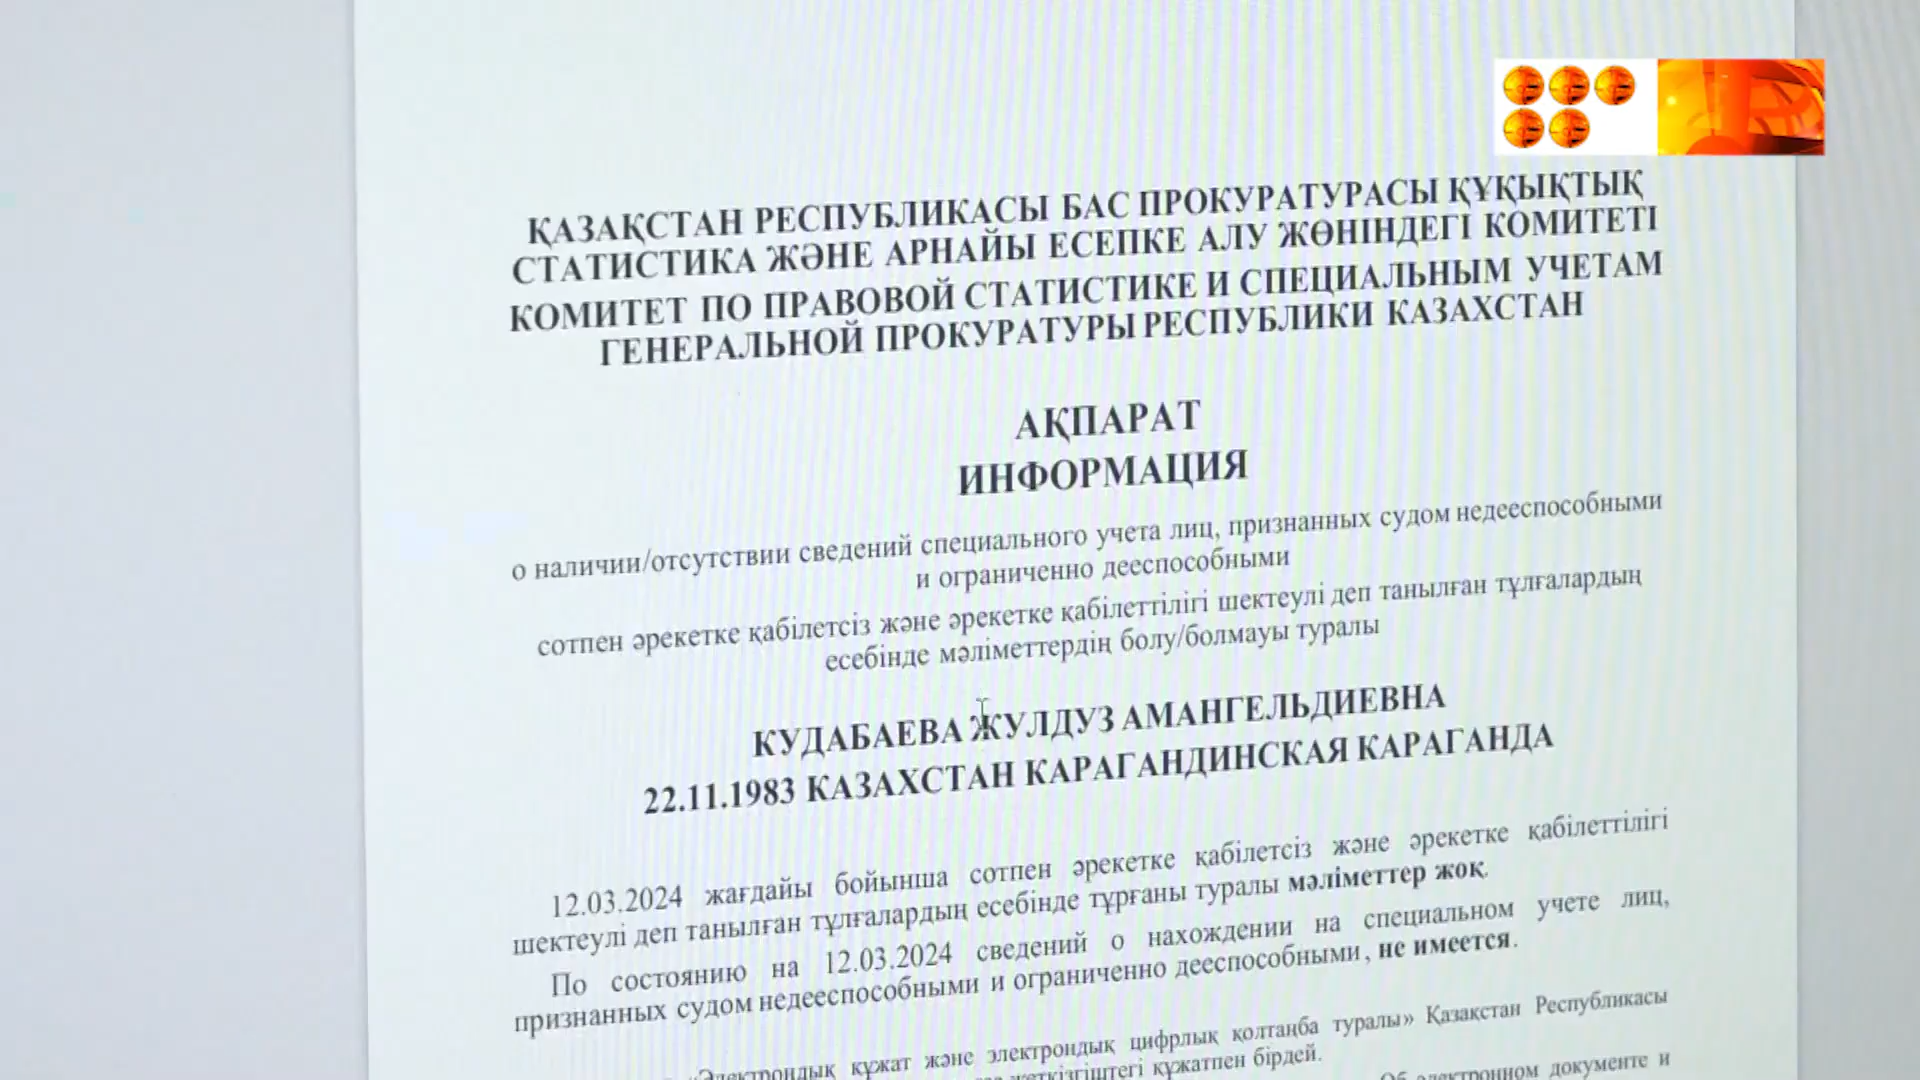 ҚАЗАҚСТАН РЕСПУБЛИКАСЫ БАС ПРОКУРАТУРАСЫ ҚҰҚЫҚТЫҚ
СТАТИСТИКА ЖӘНЕ АРНАЙЫ ЕСЕПКЕ АЛУ ЖӨНІНДЕГІ КОМИТЕТІ
КОМИТЕТ ПО ПРАВОВОЙ СТАТИСТИКЕ И СПЕЦИАЛЬНЫМ УЧЕТАМ
ГЕНЕРАЛЬНОЙ ПРОКУРАТУРЫ РЕСПУБЛИКИ КАЗАХСТАН
АҚПАРАТ
ИНФОРМАЦИЯ
о наличии/отсутствии сведений специального учета лиц, признанных судом недееспособными
и ограниченно дееспособными
сотпен әрекетке қабілетсіз және әрекетке қабілеттілігі шектеулі деп танылған тұлғалардың
есебінде мәліметтердің болу/болмауы туралы
КУДАБАЕВА ЖУЛДУЗ АМАНГЕЛЬДИЕВНА
22.11.1983 КАЗАХСТАН КАРАГАНДИНСКАЯ КАРАГАНДА
12.03.2024 жағдайы бойынша сотпен әрекетке қабілетсіз және әрекетке қабілеттілігі
шектеулі деп танылған тұлғалардың есебінде тұрғаны туралы мәліметтер жоқ.
По состоянию на 12.03.2024 сведений о нахождении на специальном учете лиц,
признанных судом недееспособными и ограниченно дееспособными, не имеется.
«Электрондық құжат және электрондық цифрлық қолтаңба туралы» Қазақстан Республикасы
жеткізгіштегі құжатпен бірдей.
Об электронном документе и